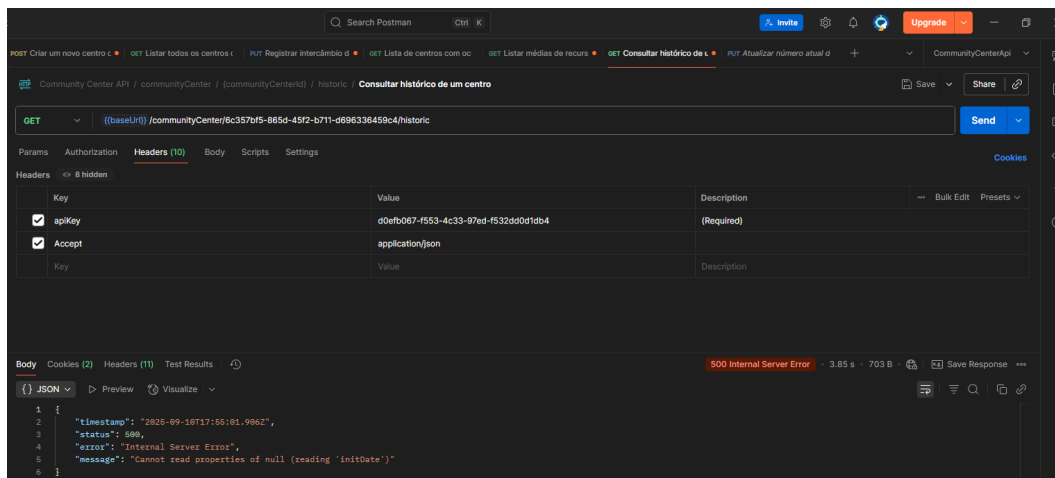 Search Postman Ctrl K Invite Upgrade
POST Criar um novo centro c GET Listar todos os centros c PUT Registrar intercâmbio d GET Lista de centros com oc GET Listar médias de recurs GET Consultar histórico de u PUT Atualizar número atual d + CommunityCenterApi
HTTP Community Center API / communityCenter / {communityCenterId} / historic / Consultar histórico de um centro Save Share
GET {{baseUrl}} /communityCenter/6c357bf5-865d-45f2-b711-d696336459c4/historic Send
Params Authorization Headers (10) Body Scripts Settings Cookies
Headers 8 hidden
Key Value Description ••• Bulk Edit Presets
apiKey d0efb067-f553-4c33-97ed-f532dd0d1db4 (Required)
Accept application/json
Key Value Description
Body Cookies (2) Headers (11) Test Results 500 Internal Server Error • 3.85 s • 703 B Save Response •••
{} JSON Preview Visualize
1 {
2 "timestamp": "2025-09-10T17:55:01.906Z",
3 "status": 500,
4 "error": "Internal Server Error",
5 "message": "Cannot read properties of null (reading 'initDate')"
6 }